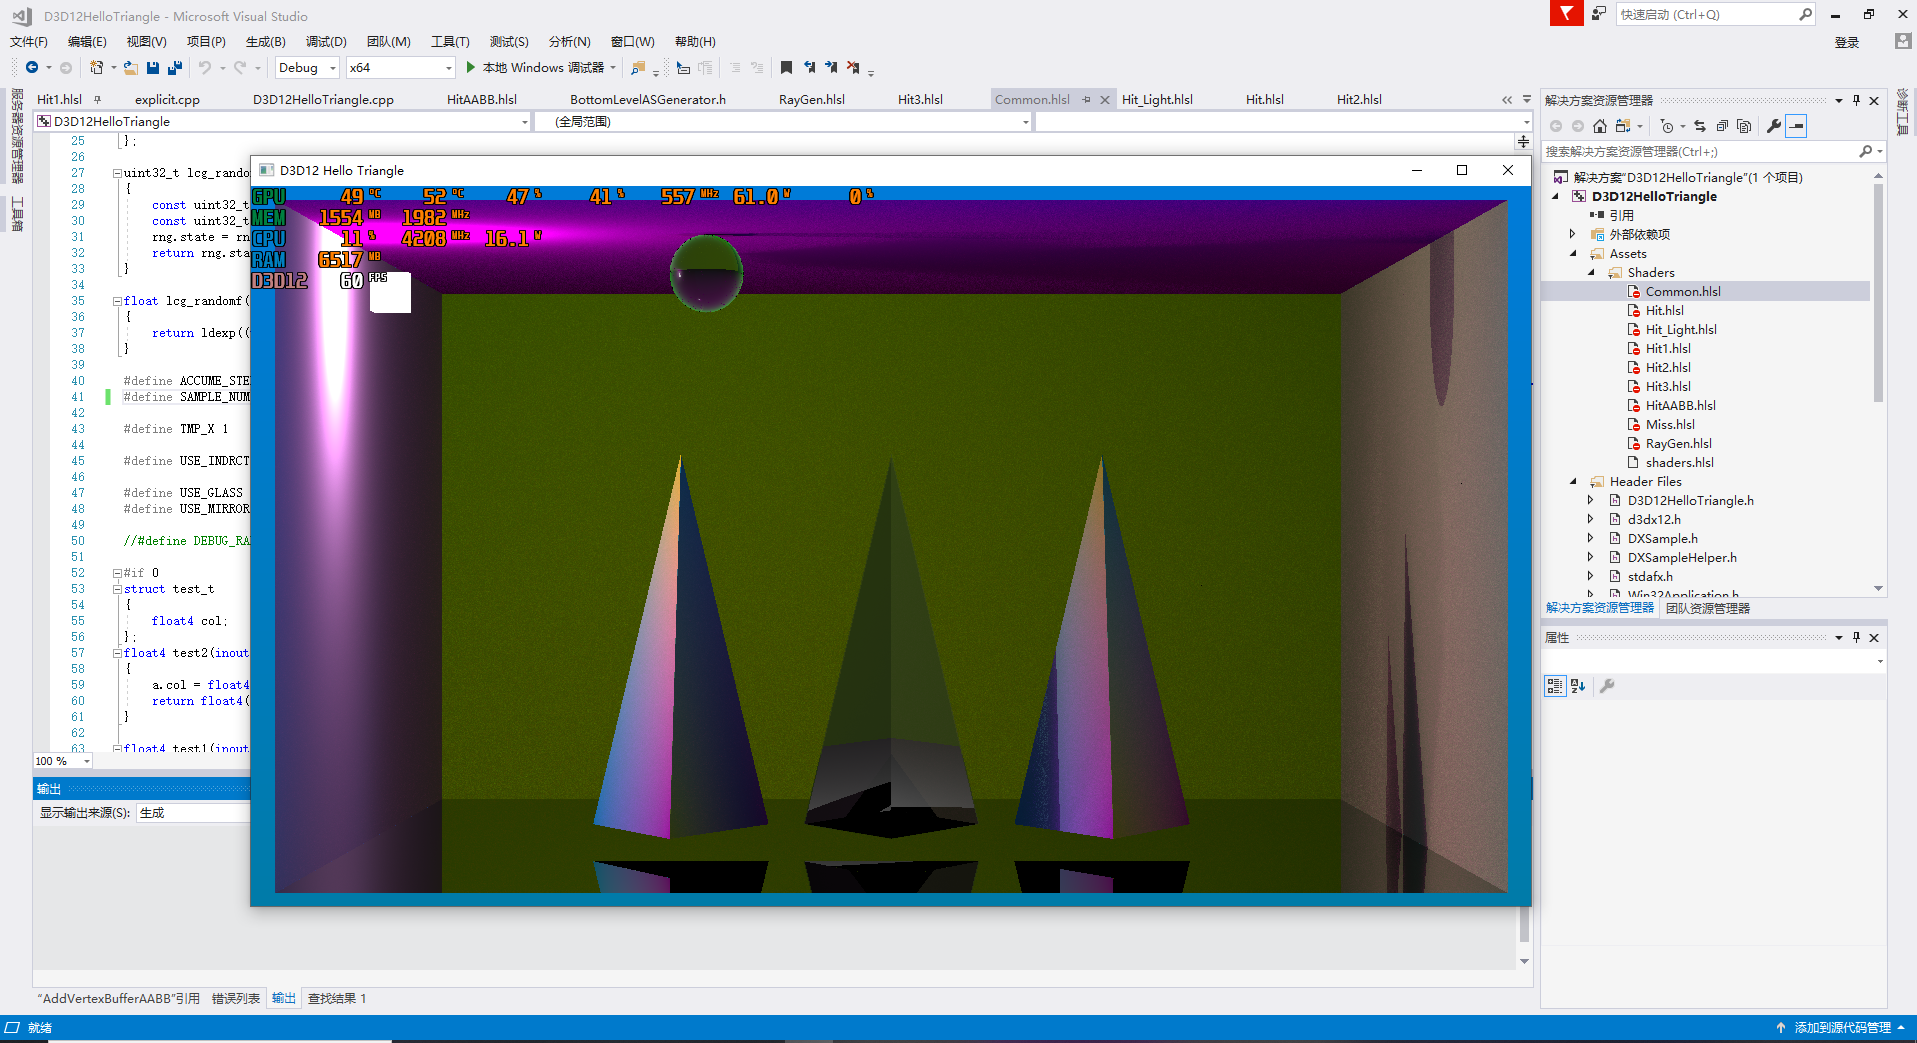 D3D12HelloTriangle - Microsoft Visual Studio
快速启动 (Ctrl+Q)
文件(F) 编辑(E) 视图(V) 项目(P) 生成(B) 调试(D) 团队(M) 工具(T) 测试(S) 分析(N) 窗口(W) 帮助(H)
登录
Debug x64 本地 Windows 调试器
服务器资源管理器
工具箱
Hit1.hlsl explicit.cpp D3D12HelloTriangle.cpp HitAABB.hlsl BottomLevelASGenerator.h RayGen.hlsl Hit3.hlsl Common.hlsl Hit_Light.hlsl Hit.hlsl Hit2.hlsl
D3D12HelloTriangle (全局范围)
25 };
26
27 uint32_t lcg_rando
28 {
29 const uint32_t
30 const uint32_t
31 rng.state = rn
32 return rng.sta
33 }
34
35 float lcg_randomf(
36 {
37 return ldexp((
38 }
39
40 #define ACCUME_STE
41 #define SAMPLE_NUM
42
43 #define TMP_X 1
44
45 #define USE_INDRCT
46
47 #define USE_GLASS
48 #define USE_MIRROR
49
50 //#define DEBUG_RA
51
52 #if 0
53 struct test_t
54 {
55 float4 col;
56 };
57 float4 test2(inout
58 {
59 a.col = float4
60 return float4(
61 }
62
63 float4 test1(inout
100 %
D3D12 Hello Triangle
GPU 49 °C 52 °C 47 % 41 % 557 MHz 61.0 W 0 %
MEM 1554 MB 1982 MHz
CPU 11 % 4208 MHz 16.1 W
RAM 6517 MB
D3D12 60 FPS
输出
显示输出来源(S): 生成
"AddVertexBufferAABB"引用 错误列表 输出 查找结果 1
就绪
添加到源代码管理
解决方案资源管理器
搜索解决方案资源管理器(Ctrl+;)
解决方案"D3D12HelloTriangle"(1 个项目)
D3D12HelloTriangle
引用
外部依赖项
Assets
Shaders
Common.hlsl
Hit.hlsl
Hit_Light.hlsl
Hit1.hlsl
Hit2.hlsl
Hit3.hlsl
HitAABB.hlsl
Miss.hlsl
RayGen.hlsl
shaders.hlsl
Header Files
D3D12HelloTriangle.h
d3dx12.h
DXSample.h
DXSampleHelper.h
stdafx.h
Win32Application.h
解决方案资源管理器 团队资源管理器
属性
诊断工具